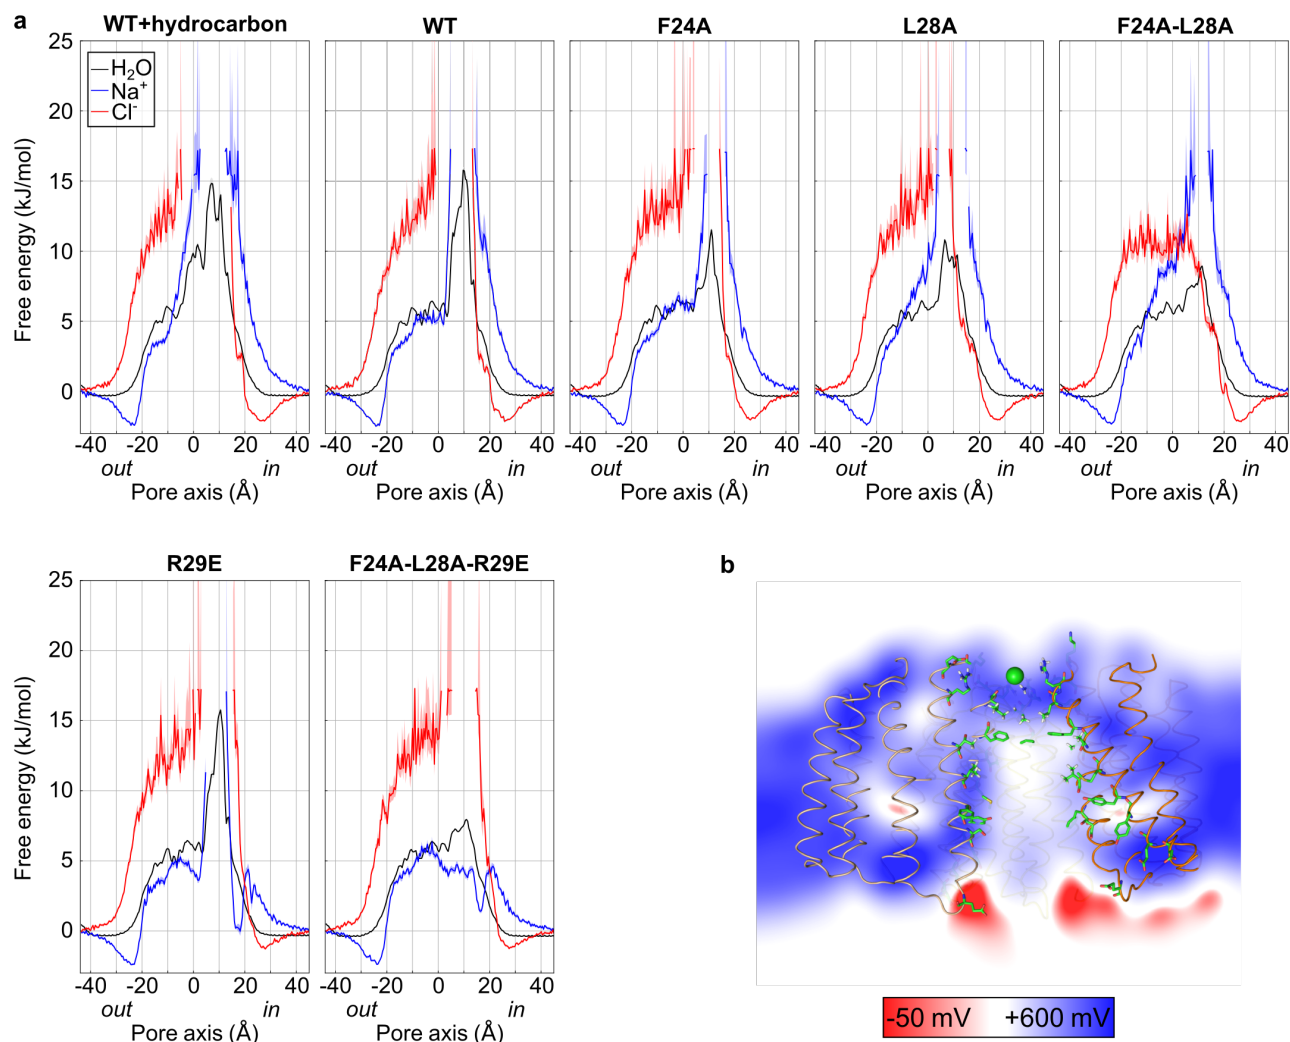 a
WT+hydrocarbon WT F24A L28A F24A-L28A
25
20
15
10
5
0
Free energy (kJ/mol)
H₂O
Na⁺
Cl⁻
-40 -20 0 20 40 -40 -20 0 20 40 -40 -20 0 20 40 -40 -20 0 20 40 -40 -20 0 20 40
out in out in out in out in out in
Pore axis (Å) Pore axis (Å) Pore axis (Å) Pore axis (Å) Pore axis (Å)
R29E F24A-L28A-R29E b
25
20
15
10
5
0
Free energy (kJ/mol)
-40 -20 0 20 40 -40 -20 0 20 40
out in out in
Pore axis (Å) Pore axis (Å)
-50 mV +600 mV